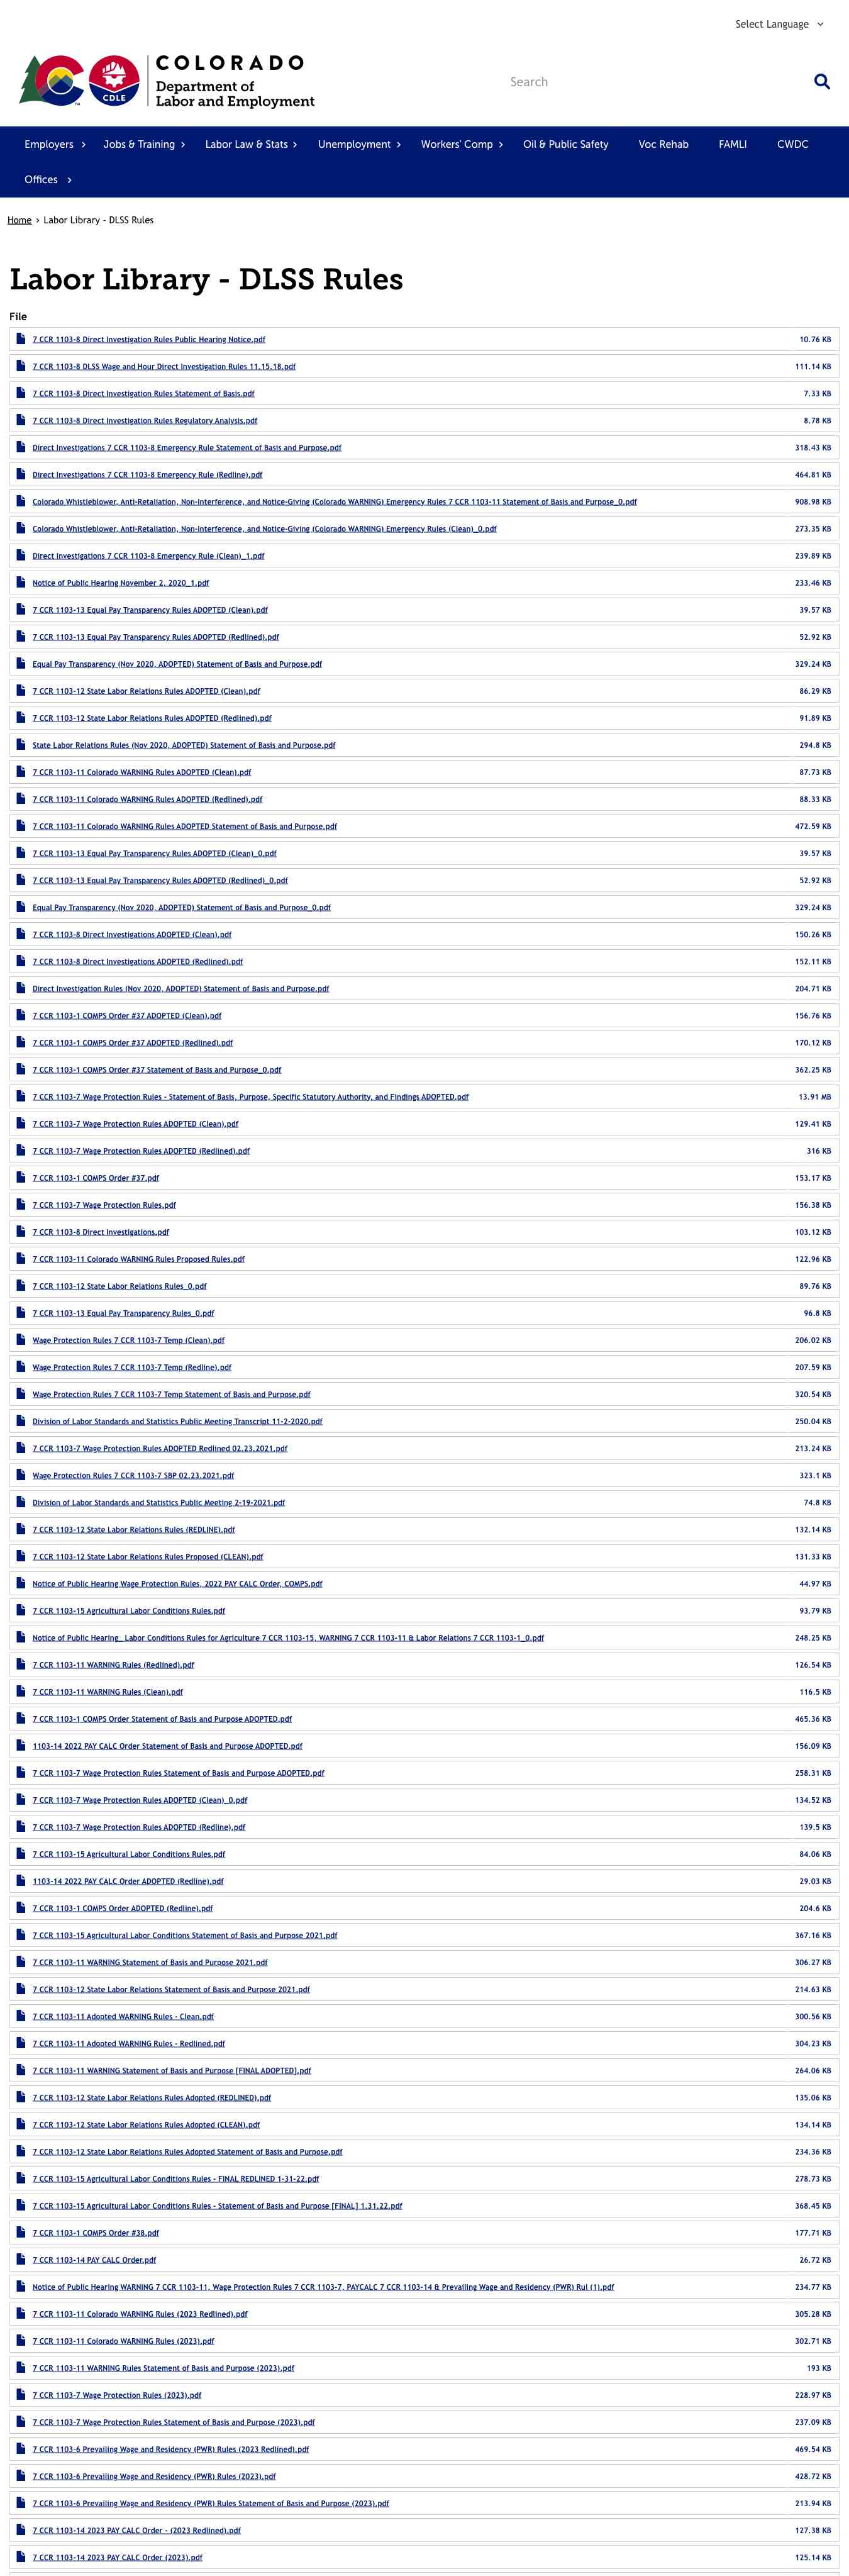 Select Language
COLORADO
Department of
Labor and Employment
CDLE
TM
Search
Employers
Jobs & Training
Labor Law & Stats
Unemployment
Workers' Comp
Oil & Public Safety
Voc Rehab
FAMLI
CWDC
Offices
Home › Labor Library - DLSS Rules
Labor Library - DLSS Rules
File
7 CCR 1103-8 Direct Investigation Rules Public Hearing Notice.pdf 10.76 KB
7 CCR 1103-8 DLSS Wage and Hour Direct Investigation Rules 11.15.18.pdf 111.14 KB
7 CCR 1103-8 Direct Investigation Rules Statement of Basis.pdf 7.33 KB
7 CCR 1103-8 Direct Investigation Rules Regulatory Analysis.pdf 8.78 KB
Direct Investigations 7 CCR 1103-8 Emergency Rule Statement of Basis and Purpose.pdf 318.43 KB
Direct Investigations 7 CCR 1103-8 Emergency Rule (Redline).pdf 464.81 KB
Colorado Whistleblower, Anti-Retaliation, Non-Interference, and Notice-Giving (Colorado WARNING) Emergency Rules 7 CCR 1103-11 Statement of Basis and Purpose_0.pdf 908.98 KB
Colorado Whistleblower, Anti-Retaliation, Non-Interference, and Notice-Giving (Colorado WARNING) Emergency Rules (Clean)_0.pdf 273.35 KB
Direct Investigations 7 CCR 1103-8 Emergency Rule (Clean)_1.pdf 239.89 KB
Notice of Public Hearing November 2, 2020_1.pdf 233.46 KB
7 CCR 1103-13 Equal Pay Transparency Rules ADOPTED (Clean).pdf 39.57 KB
7 CCR 1103-13 Equal Pay Transparency Rules ADOPTED (Redlined).pdf 52.92 KB
Equal Pay Transparency (Nov 2020, ADOPTED) Statement of Basis and Purpose.pdf 329.24 KB
7 CCR 1103-12 State Labor Relations Rules ADOPTED (Clean).pdf 86.29 KB
7 CCR 1103-12 State Labor Relations Rules ADOPTED (Redlined).pdf 91.89 KB
State Labor Relations Rules (Nov 2020, ADOPTED) Statement of Basis and Purpose.pdf 294.8 KB
7 CCR 1103-11 Colorado WARNING Rules ADOPTED (Clean).pdf 87.73 KB
7 CCR 1103-11 Colorado WARNING Rules ADOPTED (Redlined).pdf 88.33 KB
7 CCR 1103-11 Colorado WARNING Rules ADOPTED Statement of Basis and Purpose.pdf 472.59 KB
7 CCR 1103-13 Equal Pay Transparency Rules ADOPTED (Clean)_0.pdf 39.57 KB
7 CCR 1103-13 Equal Pay Transparency Rules ADOPTED (Redlined)_0.pdf 52.92 KB
Equal Pay Transparency (Nov 2020, ADOPTED) Statement of Basis and Purpose_0.pdf 329.24 KB
7 CCR 1103-8 Direct Investigations ADOPTED (Clean).pdf 150.26 KB
7 CCR 1103-8 Direct Investigations ADOPTED (Redlined).pdf 152.11 KB
Direct Investigation Rules (Nov 2020, ADOPTED) Statement of Basis and Purpose.pdf 204.71 KB
7 CCR 1103-1 COMPS Order #37 ADOPTED (Clean).pdf 156.76 KB
7 CCR 1103-1 COMPS Order #37 ADOPTED (Redlined).pdf 170.12 KB
7 CCR 1103-1 COMPS Order #37 Statement of Basis and Purpose_0.pdf 362.25 KB
7 CCR 1103-7 Wage Protection Rules - Statement of Basis, Purpose, Specific Statutory Authority, and Findings ADOPTED.pdf 13.91 MB
7 CCR 1103-7 Wage Protection Rules ADOPTED (Clean).pdf 129.41 KB
7 CCR 1103-7 Wage Protection Rules ADOPTED (Redlined).pdf 316 KB
7 CCR 1103-1 COMPS Order #37.pdf 153.17 KB
7 CCR 1103-7 Wage Protection Rules.pdf 156.38 KB
7 CCR 1103-8 Direct Investigations.pdf 103.12 KB
7 CCR 1103-11 Colorado WARNING Rules Proposed Rules.pdf 122.96 KB
7 CCR 1103-12 State Labor Relations Rules_0.pdf 89.76 KB
7 CCR 1103-13 Equal Pay Transparency Rules_0.pdf 96.8 KB
Wage Protection Rules 7 CCR 1103-7 Temp (Clean).pdf 206.02 KB
Wage Protection Rules 7 CCR 1103-7 Temp (Redline).pdf 207.59 KB
Wage Protection Rules 7 CCR 1103-7 Temp Statement of Basis and Purpose.pdf 320.54 KB
Division of Labor Standards and Statistics Public Meeting Transcript 11-2-2020.pdf 250.04 KB
7 CCR 1103-7 Wage Protection Rules ADOPTED Redlined 02.23.2021.pdf 213.24 KB
Wage Protection Rules 7 CCR 1103-7 SBP 02.23.2021.pdf 323.1 KB
Division of Labor Standards and Statistics Public Meeting 2-19-2021.pdf 74.8 KB
7 CCR 1103-12 State Labor Relations Rules (REDLINE).pdf 132.14 KB
7 CCR 1103-12 State Labor Relations Rules Proposed (CLEAN).pdf 131.33 KB
Notice of Public Hearing Wage Protection Rules, 2022 PAY CALC Order, COMPS.pdf 44.97 KB
7 CCR 1103-15 Agricultural Labor Conditions Rules.pdf 93.79 KB
Notice of Public Hearing_ Labor Conditions Rules for Agriculture 7 CCR 1103-15, WARNING 7 CCR 1103-11 & Labor Relations 7 CCR 1103-1_0.pdf 248.25 KB
7 CCR 1103-11 WARNING Rules (Redlined).pdf 126.54 KB
7 CCR 1103-11 WARNING Rules (Clean).pdf 116.5 KB
7 CCR 1103-1 COMPS Order Statement of Basis and Purpose ADOPTED.pdf 465.36 KB
1103-14 2022 PAY CALC Order Statement of Basis and Purpose ADOPTED.pdf 156.09 KB
7 CCR 1103-7 Wage Protection Rules Statement of Basis and Purpose ADOPTED.pdf 258.31 KB
7 CCR 1103-7 Wage Protection Rules ADOPTED (Clean)_0.pdf 134.52 KB
7 CCR 1103-7 Wage Protection Rules ADOPTED (Redline).pdf 139.5 KB
7 CCR 1103-15 Agricultural Labor Conditions Rules.pdf 84.06 KB
1103-14 2022 PAY CALC Order ADOPTED (Redline).pdf 29.03 KB
7 CCR 1103-1 COMPS Order ADOPTED (Redline).pdf 204.6 KB
7 CCR 1103-15 Agricultural Labor Conditions Statement of Basis and Purpose 2021.pdf 367.16 KB
7 CCR 1103-11 WARNING Statement of Basis and Purpose 2021.pdf 306.27 KB
7 CCR 1103-12 State Labor Relations Statement of Basis and Purpose 2021.pdf 214.63 KB
7 CCR 1103-11 Adopted WARNING Rules - Clean.pdf 300.56 KB
7 CCR 1103-11 Adopted WARNING Rules - Redlined.pdf 304.23 KB
7 CCR 1103-11 WARNING Statement of Basis and Purpose [FINAL ADOPTED].pdf 264.06 KB
7 CCR 1103-12 State Labor Relations Rules Adopted (REDLINED).pdf 135.06 KB
7 CCR 1103-12 State Labor Relations Rules Adopted (CLEAN).pdf 134.14 KB
7 CCR 1103-12 State Labor Relations Rules Adopted Statement of Basis and Purpose.pdf 234.36 KB
7 CCR 1103-15 Agricultural Labor Conditions Rules - FINAL REDLINED 1-31-22.pdf 278.73 KB
7 CCR 1103-15 Agricultural Labor Conditions Rules - Statement of Basis and Purpose [FINAL] 1.31.22.pdf 368.45 KB
7 CCR 1103-1 COMPS Order #38.pdf 177.71 KB
7 CCR 1103-14 PAY CALC Order.pdf 26.72 KB
Notice of Public Hearing WARNING 7 CCR 1103-11, Wage Protection Rules 7 CCR 1103-7, PAYCALC 7 CCR 1103-14 & Prevailing Wage and Residency (PWR) Rul (1).pdf 234.77 KB
7 CCR 1103-11 Colorado WARNING Rules (2023 Redlined).pdf 305.28 KB
7 CCR 1103-11 Colorado WARNING Rules (2023).pdf 302.71 KB
7 CCR 1103-11 WARNING Rules Statement of Basis and Purpose (2023).pdf 193 KB
7 CCR 1103-7 Wage Protection Rules (2023).pdf 228.97 KB
7 CCR 1103-7 Wage Protection Rules Statement of Basis and Purpose (2023).pdf 237.09 KB
7 CCR 1103-6 Prevailing Wage and Residency (PWR) Rules (2023 Redlined).pdf 469.54 KB
7 CCR 1103-6 Prevailing Wage and Residency (PWR) Rules (2023).pdf 428.72 KB
7 CCR 1103-6 Prevailing Wage and Residency (PWR) Rules Statement of Basis and Purpose (2023).pdf 213.94 KB
7 CCR 1103-14 2023 PAY CALC Order - (2023 Redlined).pdf 127.38 KB
7 CCR 1103-14 2023 PAY CALC Order (2023).pdf 125.14 KB